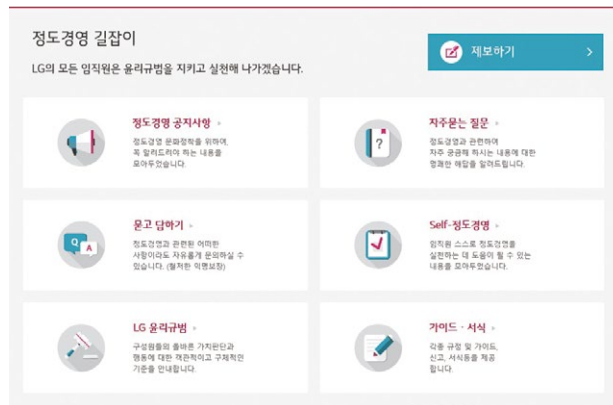 정도경영 길잡이
LG의 모든 임직원은 윤리규범을 지키고 실천해 나가겠습니다.
제보하기
정도경영 공지사항
정도경영 문화정착을 위하여,
꼭 알려드려야 하는 내용을
모아두었습니다.
자주묻는 질문
정도경영과 관련하여
자주 궁금해 하시는 내용에 대한
명쾌한 해답을 알려드립니다.
?
묻고 답하기
정도경영과 관련된 어떠한
사항이라도 자유롭게 문의하실 수
있습니다. (철저한 익명보장)
Q
A
Self-정도경영
임직원 스스로 정도경영을
실천하는 데 도움이 될 수 있는
내용을 모아두었습니다.
LG 윤리규범
구성원들의 올바른 가치판단과
행동에 대한 객관적이고 구체적인
기준을 안내합니다.
가이드 · 서식
각종 규정 및 가이드,
신고, 서식등을 제공
합니다.